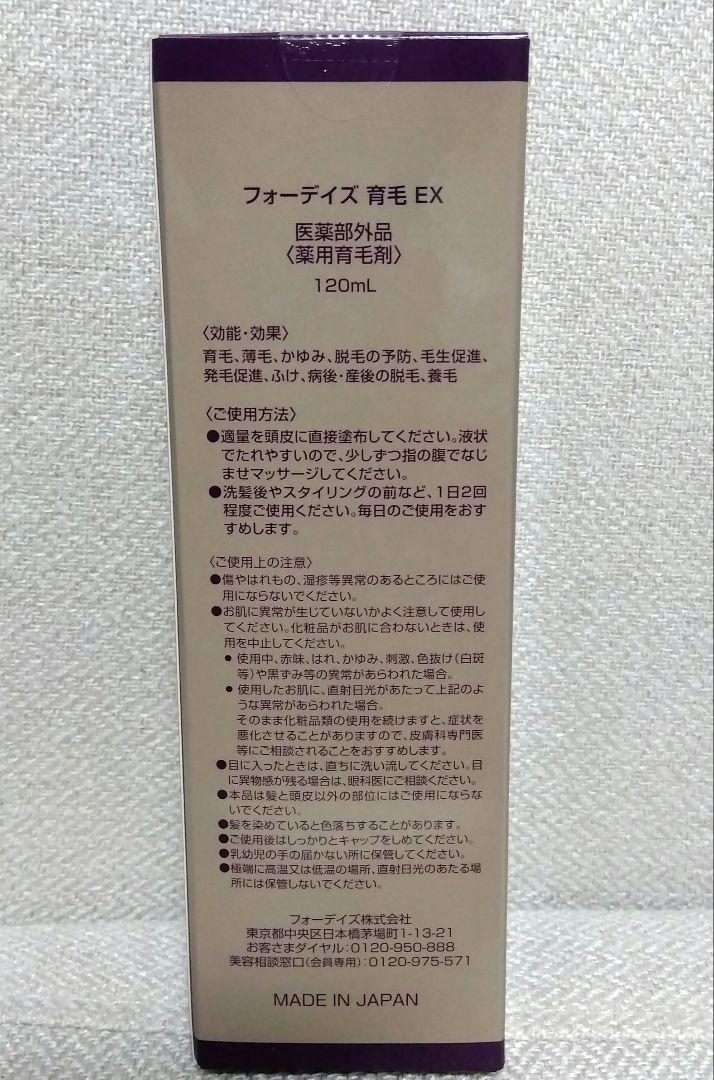 フォーデイズ 育毛 EX
医薬部外品
〈薬用育毛剤〉
120mL
〈効能・効果〉
育毛、薄毛、かゆみ、脱毛の予防、毛生促進、
発毛促進、ふけ、病後・産後の脱毛、養毛
〈ご使用方法〉
●適量を頭皮に直接塗布してください。液状
でたれやすいので、少しずつ指の腹でなじ
ませマッサージしてください。
●洗髪後やスタイリングの前など、1日2回
程度ご使用ください。毎日のご使用をおす
すめします。
〈ご使用上の注意〉
●傷やはれもの、湿疹等異常のあるところにはご使
用にならないでください。
●お肌に異常が生じていないかよく注意して使用し
てください。化粧品がお肌に合わないときは、使
用を中止してください。
● 使用中、赤味、はれ、かゆみ、刺激、色抜け(白斑
等)や黒ずみ等の異常があらわれた場合。
● 使用したお肌に、直射日光があたって上記のよ
うな異常があらわれた場合。
そのまま化粧品類の使用を続けますと、症状を
悪化させることがありますので、皮膚科専門医
等にご相談されることをおすすめします。
●目に入ったときは、直ちに洗い流してください。目
に異物感が残る場合は、眼科医にご相談ください。
●本品は髪と頭皮以外の部位にはご使用にならな
いでください。
●髪を染めていると色落ちすることがあります。
●ご使用後はしっかりとキャップをしめてください。
●乳幼児の手の届かない所に保管してください。
●極端に高温又は低温の場所、直射日光のあたる場
所には保管しないでください。
フォーデイズ株式会社
東京都中央区日本橋茅場町1-13-21
お客さまダイヤル:0120-950-888
美容相談窓口(会員専用):0120-975-571
MADE IN JAPAN